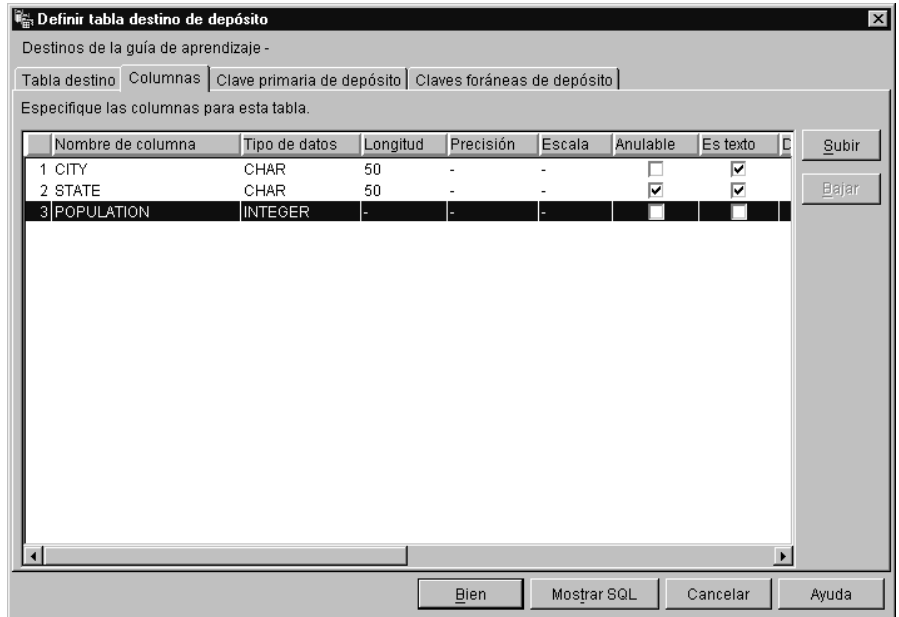 Definir tabla destino de depósito
Destinos de la guía de aprendizaje -
Tabla destino Columnas Clave primaria de depósito Claves foráneas de depósito
Especifique las columnas para esta tabla.
Nombre de columna Tipo de datos Longitud Precisión Escala Anulable Es texto D
Subir
1 CITY CHAR 50 - -
2 STATE CHAR 50 - -
Bajar
3 POPULATION INTEGER - - -
Bien Mostrar SQL Cancelar Ayuda